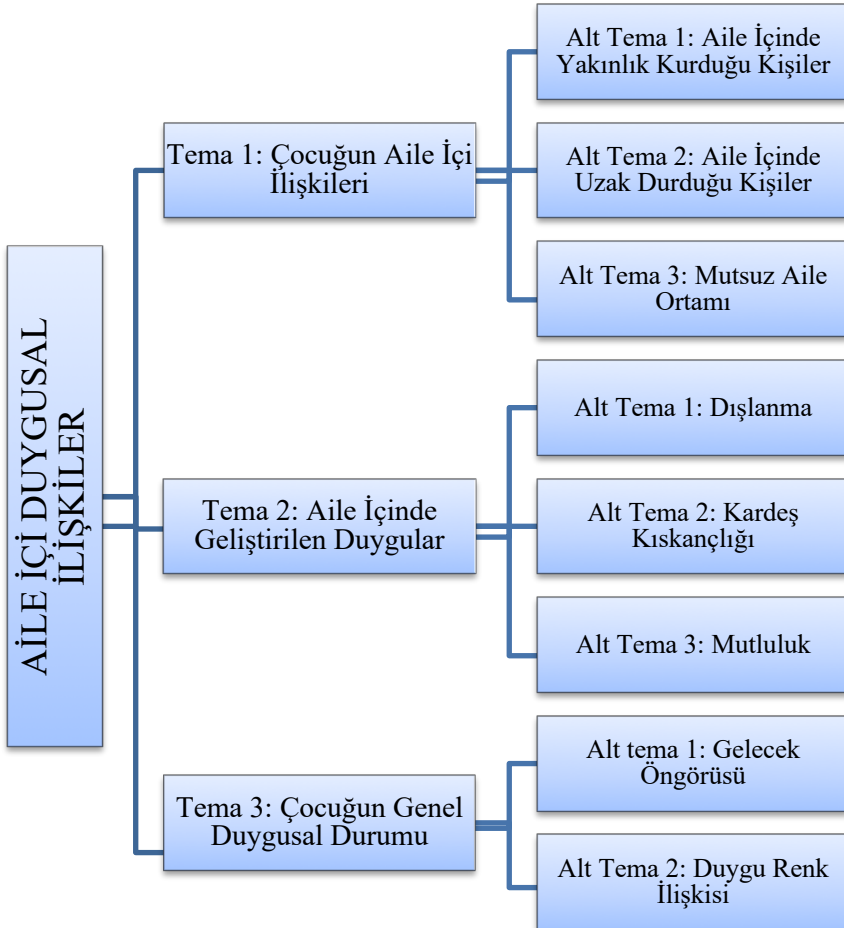 AİLE İÇİ DUYGUSAL
İLİŞKİLER
Tema 1: Çocuğun Aile İçi
İlişkileri
Alt Tema 1: Aile İçinde
Yakınlık Kurduğu Kişiler
Alt Tema 2: Aile İçinde
Uzak Durduğu Kişiler
Alt Tema 3: Mutsuz Aile
Ortamı
Tema 2: Aile İçinde
Geliştirilen Duygular
Alt Tema 1: Dışlanma
Alt Tema 2: Kardeş
Kıskançlığı
Alt Tema 3: Mutluluk
Tema 3: Çocuğun Genel
Duygusal Durumu
Alt tema 1: Gelecek
Öngörüsü
Alt Tema 2: Duygu Renk
İlişkisi